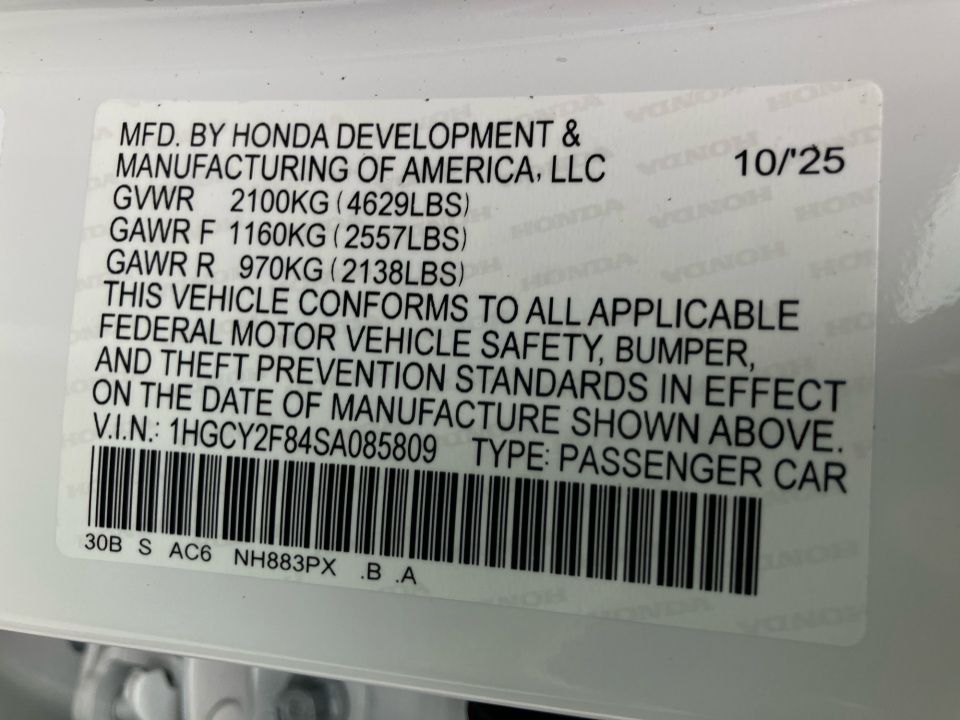 MFD. BY HONDA DEVELOPMENT &
MANUFACTURING OF AMERICA, LLC 10/'25
GVWR 2100KG (4629LBS)
GAWR F 1160KG (2557LBS)
GAWR R 970KG (2138LBS)
THIS VEHICLE CONFORMS TO ALL APPLICABLE
FEDERAL MOTOR VEHICLE SAFETY, BUMPER,
AND THEFT PREVENTION STANDARDS IN EFFECT
ON THE DATE OF MANUFACTURE SHOWN ABOVE.
V.I.N.: 1HGCY2F84SA085809 TYPE: PASSENGER CAR
30B S AC6 NH883PX .B .A